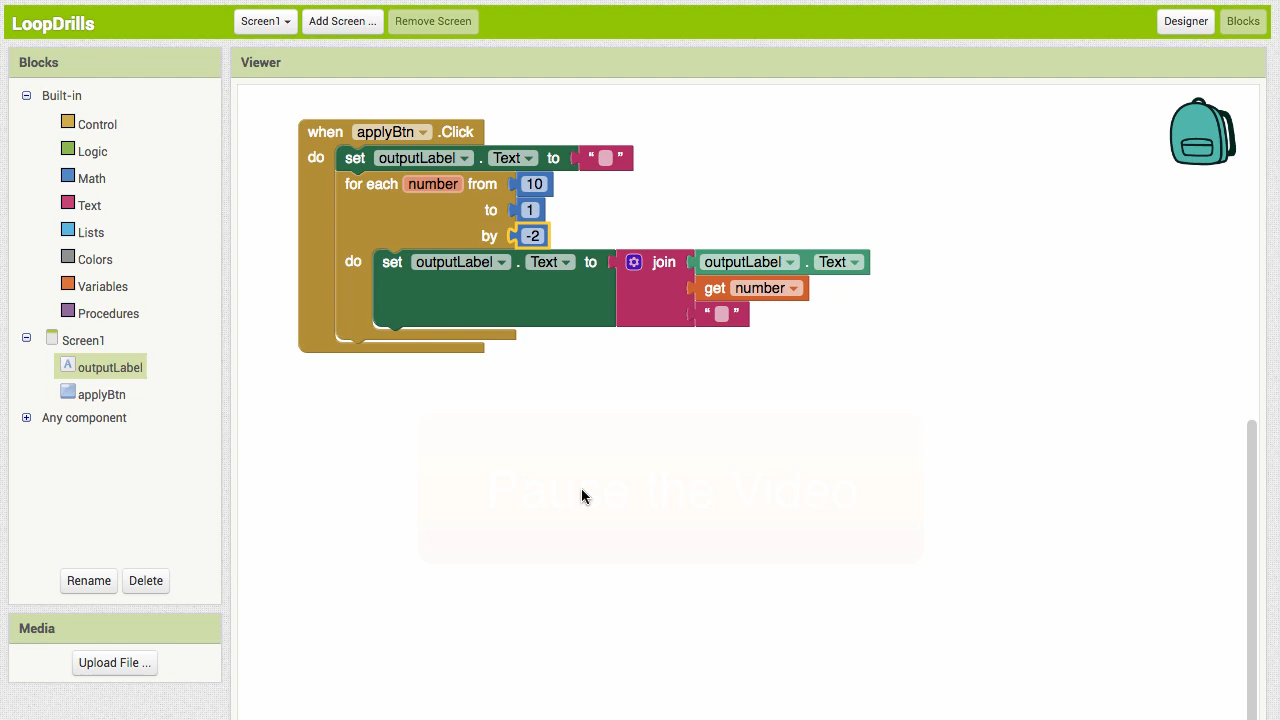 LoopDrills
Screen1 Add Screen ... Remove Screen Designer Blocks
Blocks
Viewer
Built-in
Control
Logic
Math
Text
Lists
Colors
Variables
Procedures
Screen1
A outputLabel
applyBtn
Any component
Rename Delete
Media
Upload File ...
when applyBtn .Click
do set outputLabel . Text to “ ”
for each number from 10
to 1
by -2
do set outputLabel . Text to join outputLabel . Text
get number
“ ”
Pause the Video